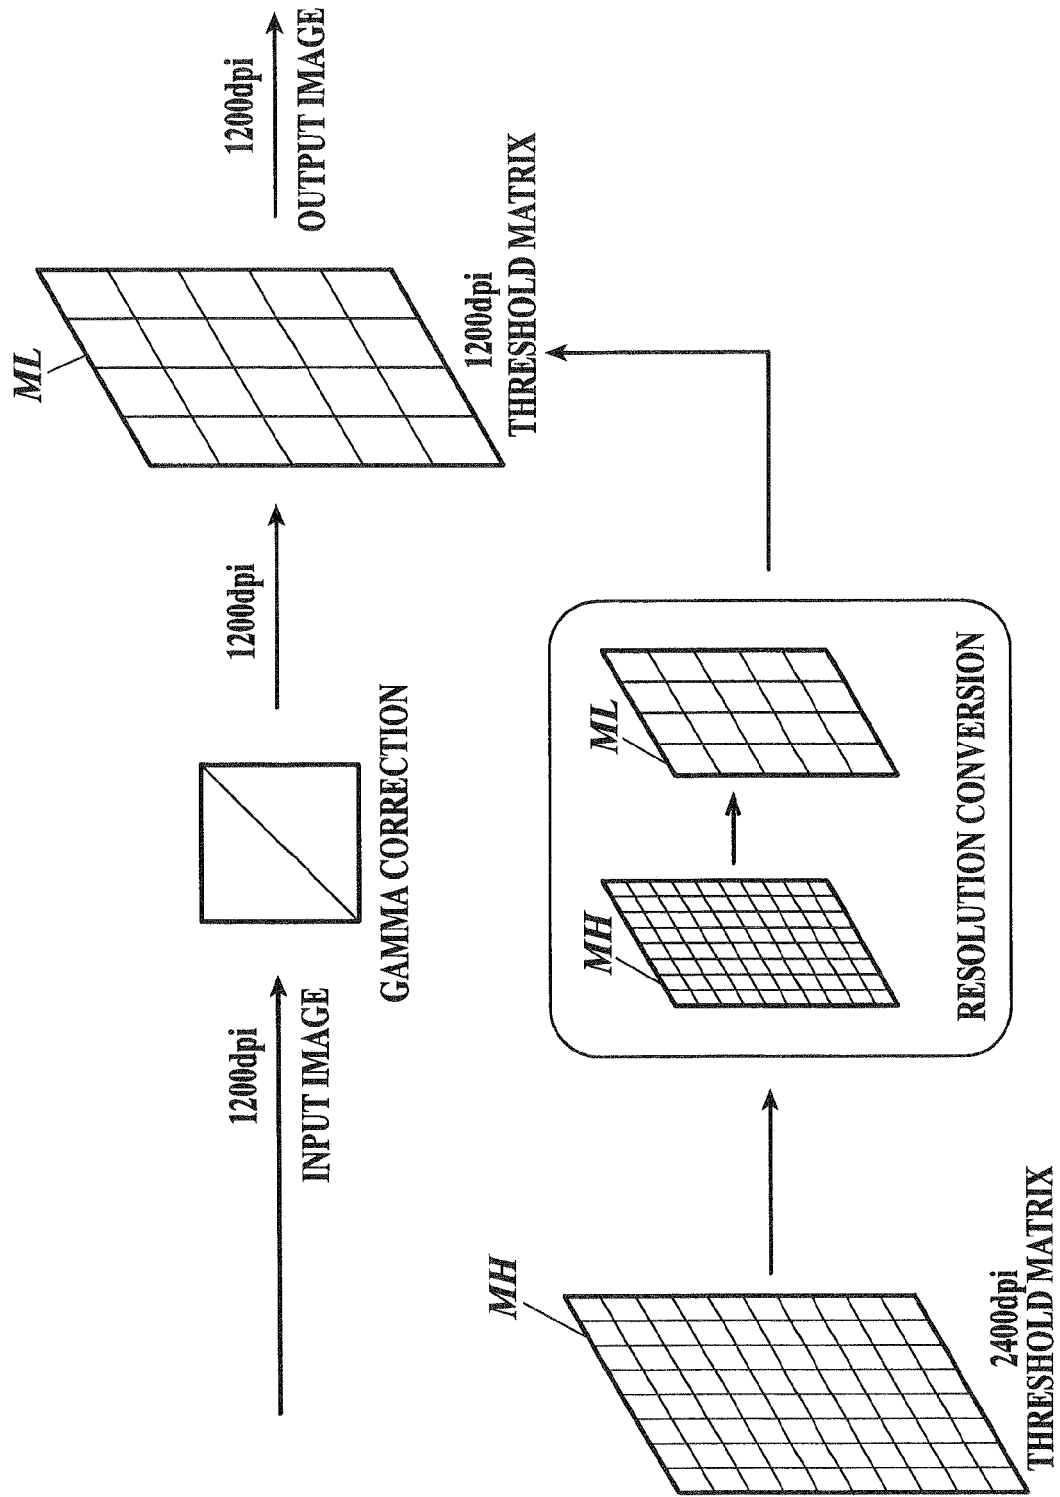 1200dpi
INPUT IMAGE
GAMMA CORRECTION
1200dpi
ML
1200dpi
THRESHOLD MATRIX
1200dpi
OUTPUT IMAGE
MH
2400dpi
THRESHOLD MATRIX
MH
ML
RESOLUTION CONVERSION